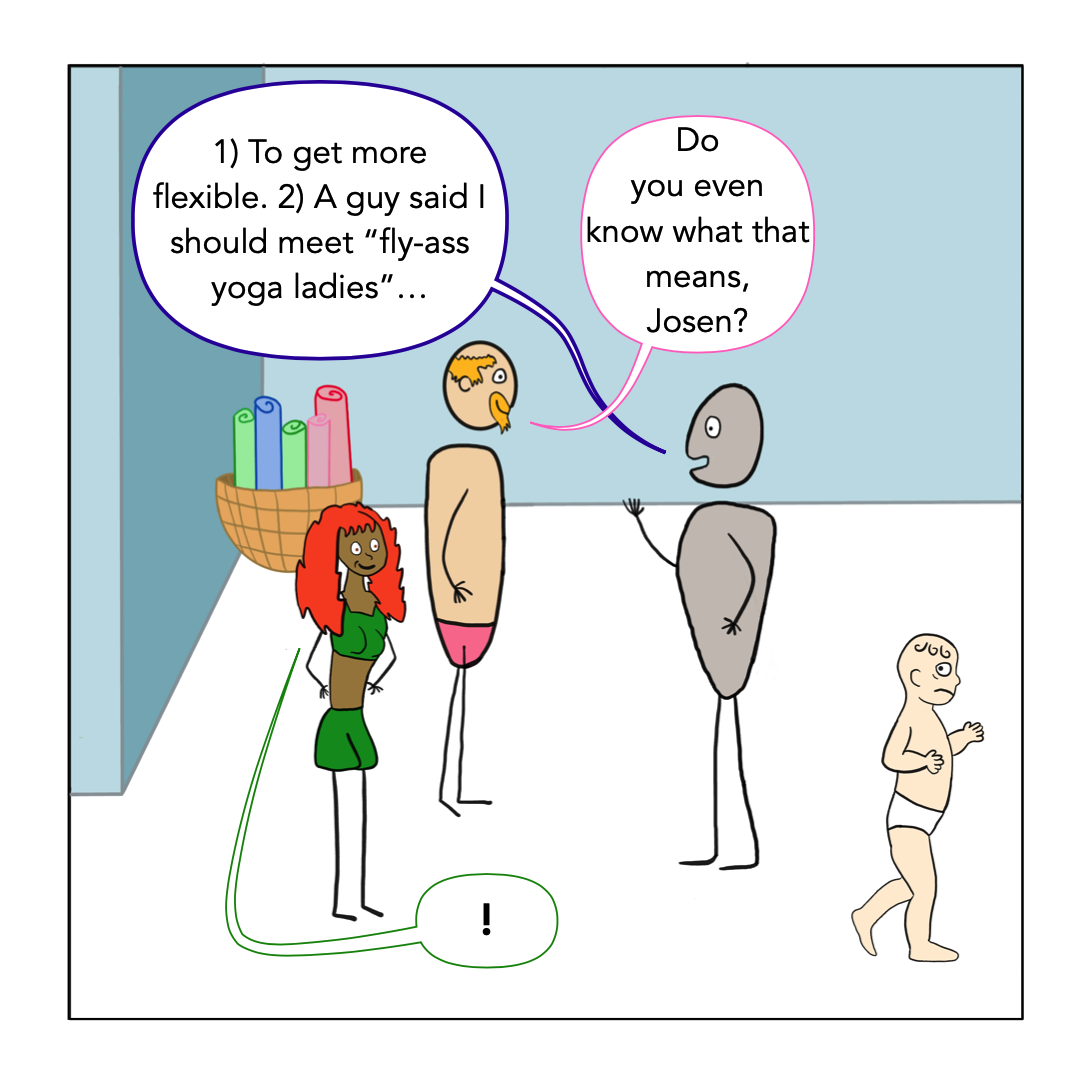 1) To get more
flexible. 2) A guy said I
should meet “fly-ass
yoga ladies”...
Do
you even
know what that
means,
Josen?
!